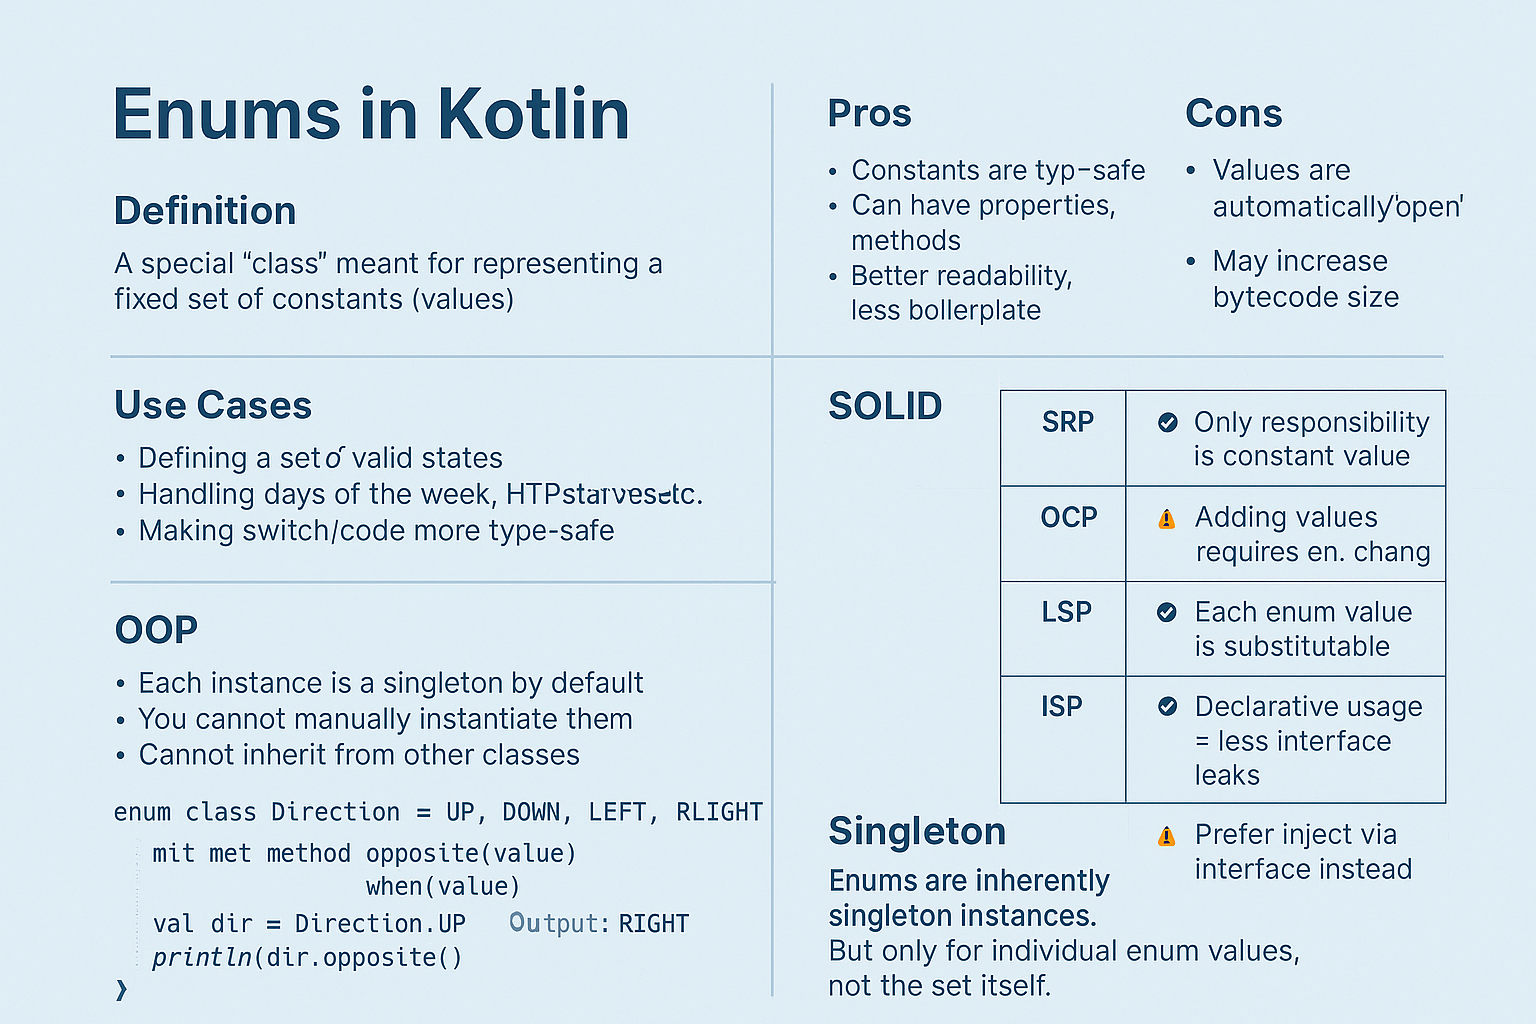 Enums in Kotlin
Definition
A special “class” meant for representing a
fixed set of constants (values)
Use Cases
• Defining a set valid states
• Handling days of the week,
• Making switch/code more type-safe
OOP
• Each instance is a singleton by default
• You cannot manually instantiate them
• Cannot inherit from other classes
enum class Direction = UP, DOWN, LEFT, RLIGHT
mit met method opposite(value)
when(value)
val dir = Direction.UP Output: RIGHT
println(dir.opposite()
}
Pros
• Constants are typ-safe
• Can have properties,
methods
• Better readability,
less bollerplate
Cons
• Values are
automatically'open'
• May increase
bytecode size
SOLID
SRP Only responsibility
is constant value
OCP Adding values
requires en. chang
LSP Each enum value
is substitutable
ISP Declarative usage
= less interface
leaks
Prefer inject via
interface instead
Singleton
Enums are inherently
singleton instances.
But only for individual enum values,
not the set itself.